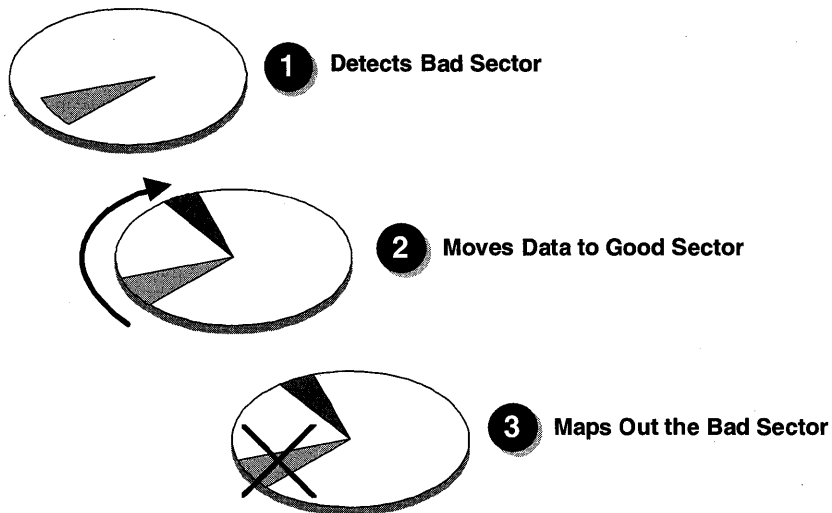 1 Detects Bad Sector
2 Moves Data to Good Sector
3 Maps Out the Bad Sector